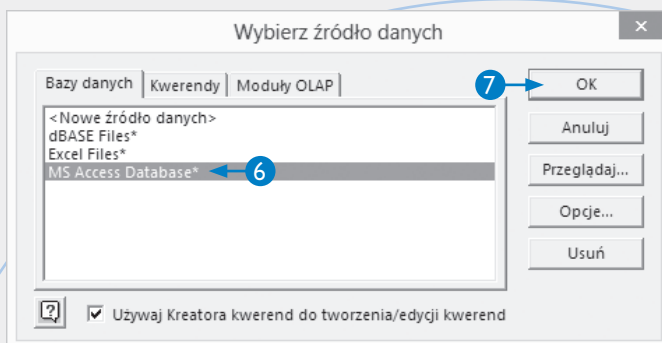 Wybierz źródło danych
Bazy danych Kwerendy Moduły OLAP
<Nowe źródło danych>
dBASE Files*
Excel Files*
MS Access Database*
6
7
OK
Anuluj
Przeglądaj...
Opcje...
Usuń
Używaj Kreatora kwerend do tworzenia/edycji kwerend